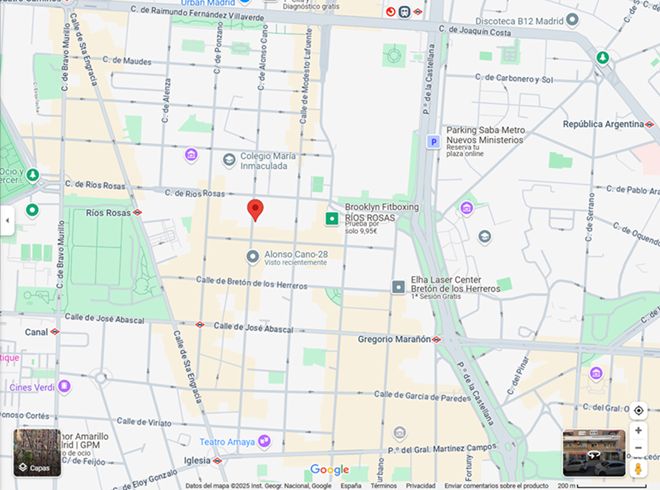 Urban Madrid
Diagnóstico gratis
C. de Raimundo Fernández Villaverde
Discoteca B12 Madrid
C. de Joaquín Costa
C. de Bravo Murillo
Calle de Sta Engracia
C. de Maudes
C. de Alenza
C. de Ponzano
C. de Alonso Cano
Calle de Modesto Lafuente
P.º de la Castellana
C. de Carbonero y Sol
República Argentina
Parking Saba Metro
Nuevos Ministerios
Reserva tu
plaza online
Colegio María
Inmaculada
Ocio y
C. de Ríos Rosas
C. de Ríos Rosas
Ríos Rosas
Brooklyn Fitboxing
RÍOS ROSAS
Prueba por
solo 9,95€
C. de Pablo Ara
C. de Serrano
C. de Oquendo
Alonso Cano-28
Visto recientemente
C. de Bravo Murillo
Calle de Bretón de los Herreros
Elha Laser Center
Bretón de los Herreros
1ª Sesión Gratis
Calle de José Abascal
Calle de José Abascal
Canal
Gregorio Marañón
Calle de Sta Engracia
Cines Verdi
P.º de la Castellana
C. del Pinar
C. de García de Paredes
C. del Gral. O
onoso Cortés
C. de Viriato
Teatro Amaya
P.º del Gral. Martínez Campos
Iglesia
C. de Feijóo
C. de Eloy Gonzalo
Capas
Google
Datos del mapa ©2025 Inst. Geogr. Nacional, Google España Términos Privacidad Enviar comentarios sobre el producto 200 m